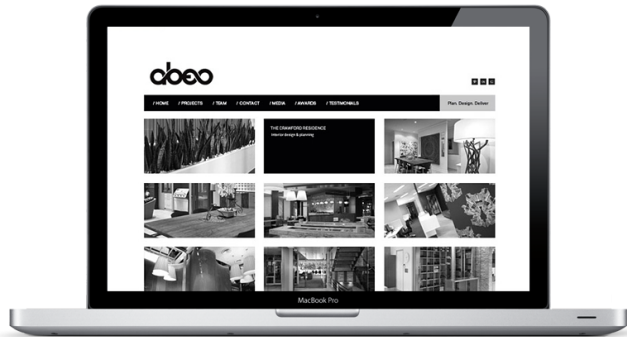 abeo
/ HOME / PROJECTS / TEAM / CONTACT / MEDIA / AWARDS / TESTIMONIALS
Plan. Design. Deliver
THE CRAWFORD RESIDENCE
interior design & planning
MacBook Pro